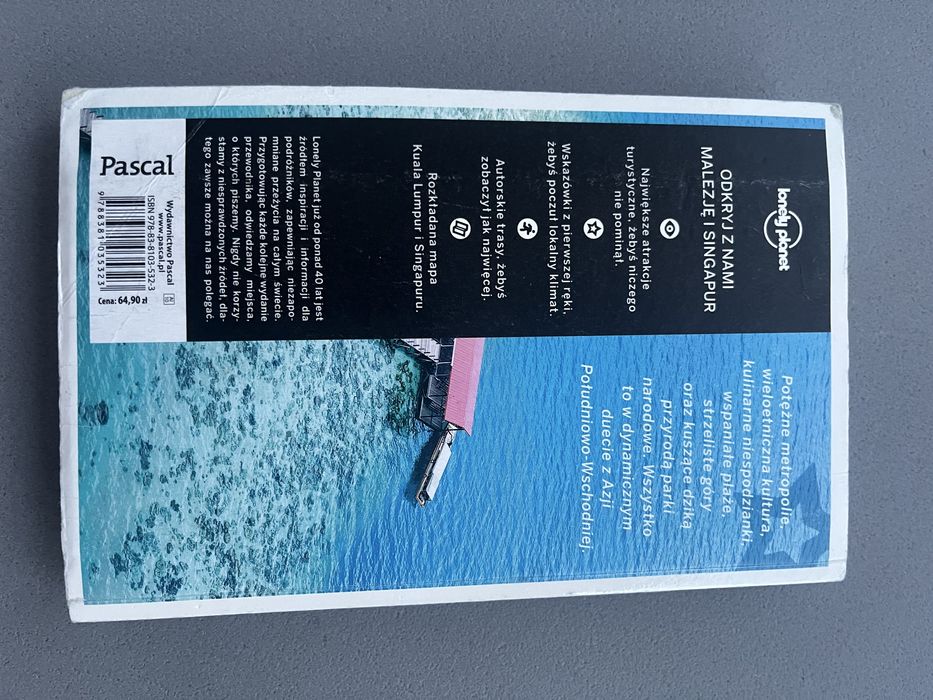 lonely planet
ODKRYJ Z NAMI
MALEZJĘ I SINGAPUR
Największe atrakcje
turystyczne, żebyś niczego
nie pominął.
Wskazówki z pierwszej ręki,
żebyś poczuł lokalny klimat.
Autorskie trasy, żebyś
zobaczył jak najwięcej.
Rozkładana mapa
Kuala Lumpur i Singapuru.
Lonely Planet już od ponad 40 lat jest
źródłem inspiracji i informacji dla
podróżników, zapewniając niezapo-
mniane przeżycia na całym świecie.
Przygotowując każde kolejne wydanie
przewodnika, odwiedzamy miejsca,
o których piszemy. Nigdy nie korzy-
stamy z niesprawdzonych źródeł, dla-
tego zawsze można na nas polegać.
Potężne metropolie,
wieloetniczna kultura,
kulinarne niespodzianki,
wspaniałe plaże,
strzeliste góry
oraz kuszące dziką
przyrodą parki
narodowe. Wszystko
to w dynamicznym
duecie z Azji
Południowo-Wschodniej.
Pascal
Wydawnictwo Pascal
www.pascal.pl
ISBN 978-83-8103-532-3
9 788381 035323
Cena: 64,90 zł